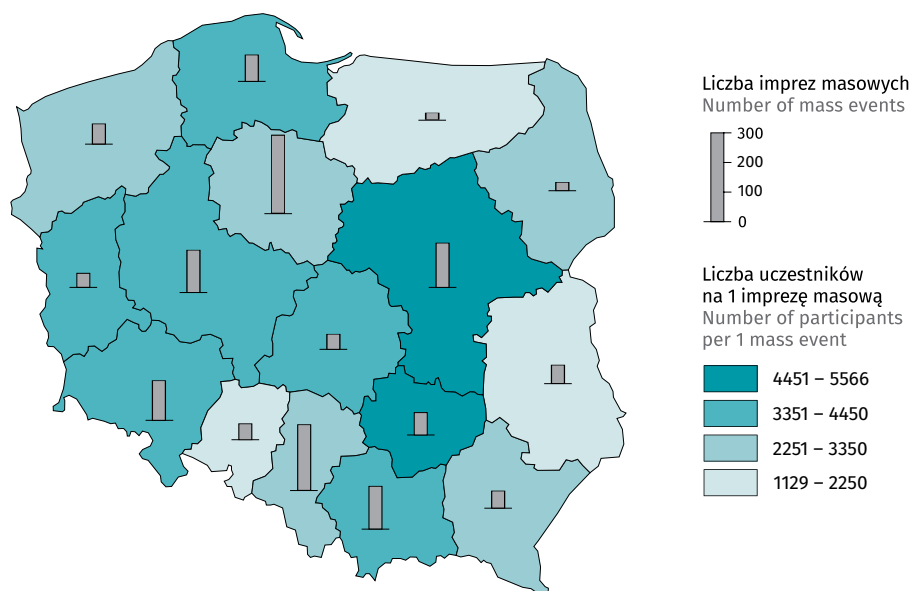 Liczba imprez masowych
Number of mass events
300
200
100
0
Liczba uczestników
na 1 imprezę masową
Number of participants
per 1 mass event
4451 – 5566
3351 – 4450
2251 – 3350
1129 – 2250